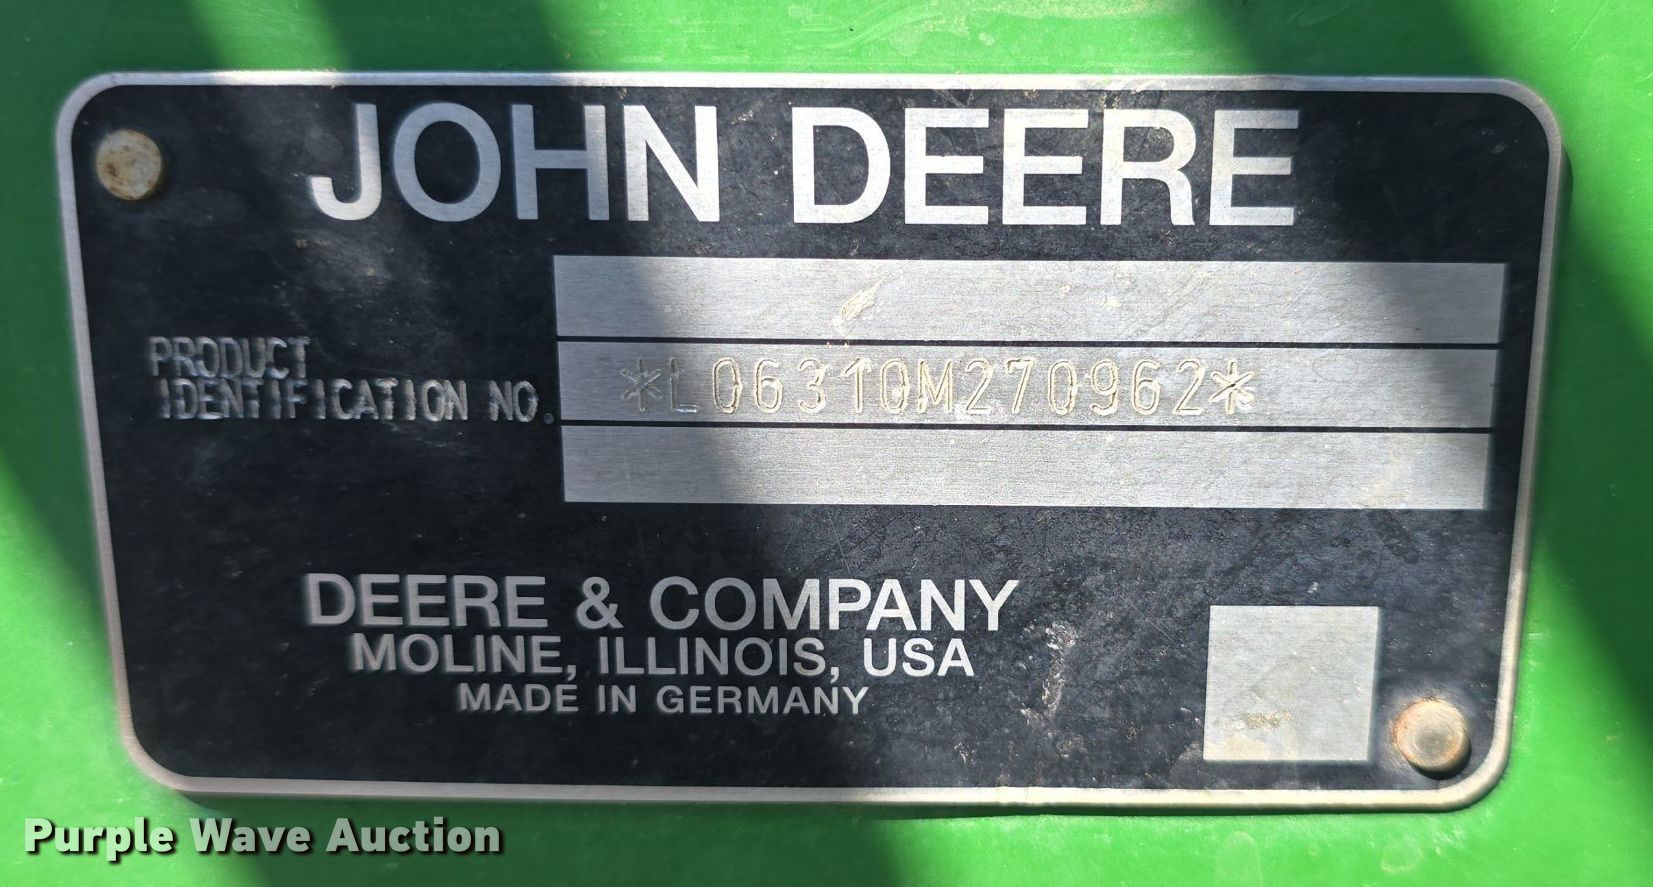 JOHN DEERE
PRODUCT
IDENTIFICATION NO.
*L06310M270962*
DEERE & COMPANY
MOLINE, ILLINOIS, USA
MADE IN GERMANY
Purple Wave Auction